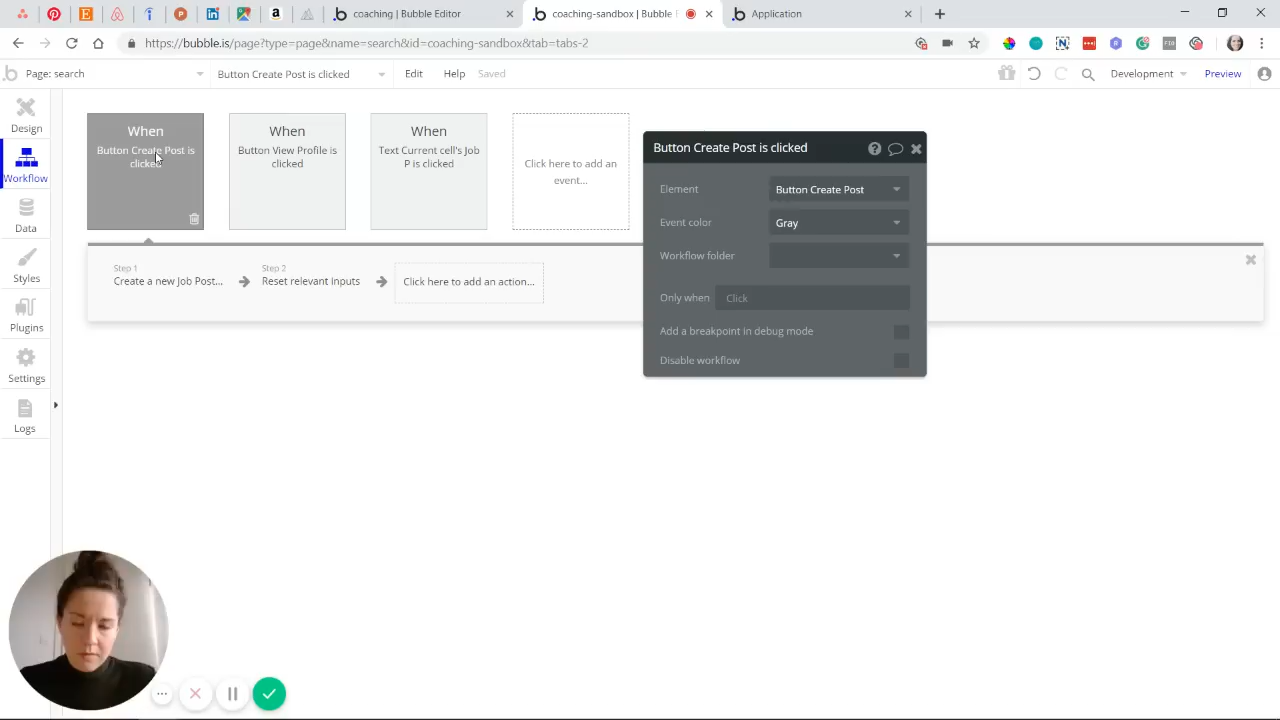 coaching | Bubble Editor
coaching-sandbox | Bubble E
Application
https://bubble.is/page?type=page&name=search&id=coaching-sandbox&tab=tabs-2
Page: search
Button Create Post is clicked
Edit
Help
Saved
Development
Preview
Design
Workflow
Data
Styles
Plugins
Settings
Logs
When
Button Create Post is
clicked
When
Button View Profile is
clicked
When
Text Current cell's Job
P is clicked
Click here to add an
event...
Step 1
Create a new Job Post...
Step 2
Reset relevant inputs
Click here to add an action...
Button Create Post is clicked
Element
Button Create Post
Event color
Gray
Workflow folder
Only when
Click
Add a breakpoint in debug mode
Disable workflow